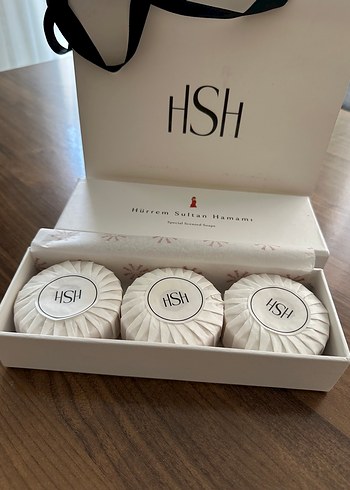 HSH
Hürrem Sultan Hamamı
Special Scented Soaps
HSH
HSH
HSH